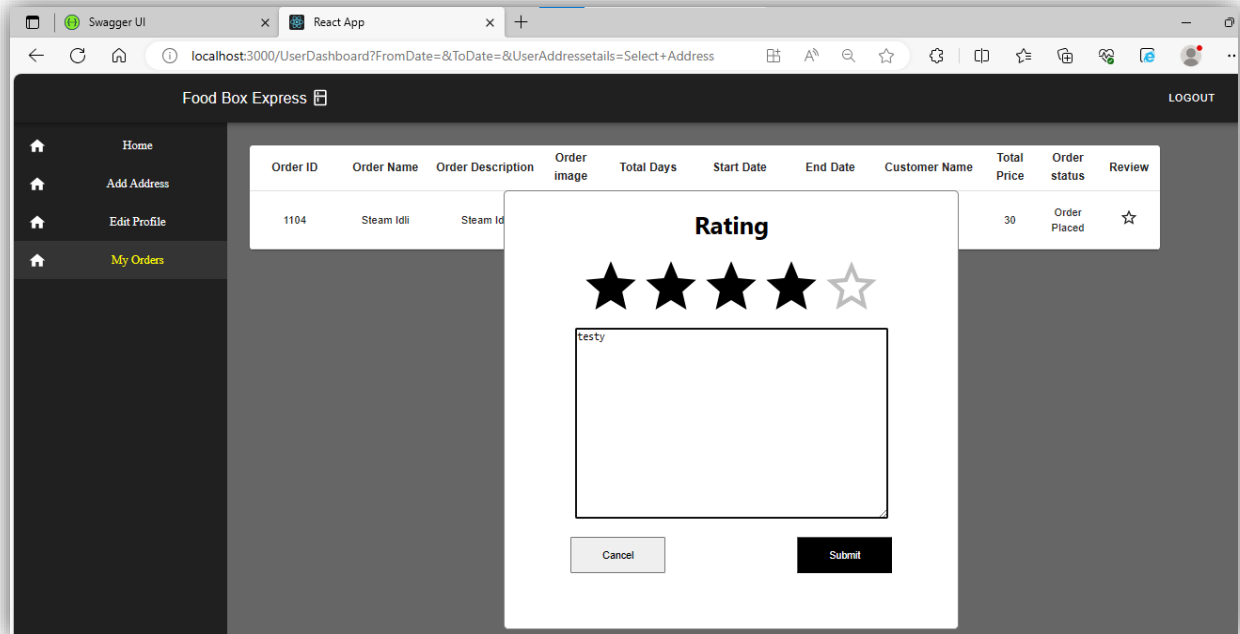 Swagger UI
React App
localhost:3000/UserDashboard?FromDate=&ToDate=&UserAddressetails=Select+Address
Food Box Express
LOGOUT
Home
Add Address
Edit Profile
My Orders
Order ID Order Name Order Description Order image Total Days Start Date End Date Customer Name Total Price Order status Review
1104 Steam Idli Steam Id 30 Order Placed
Rating
testy
Cancel
Submit